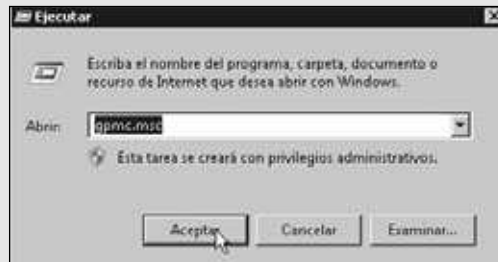 Ejecutar
Escriba el nombre del programa, carpeta, documento o
recurso de Internet que desea abrir con Windows.
Abrir:
gpmc.msc
Esta tarea se creará con privilegios administrativos.
Aceptar
Cancelar
Examinar...